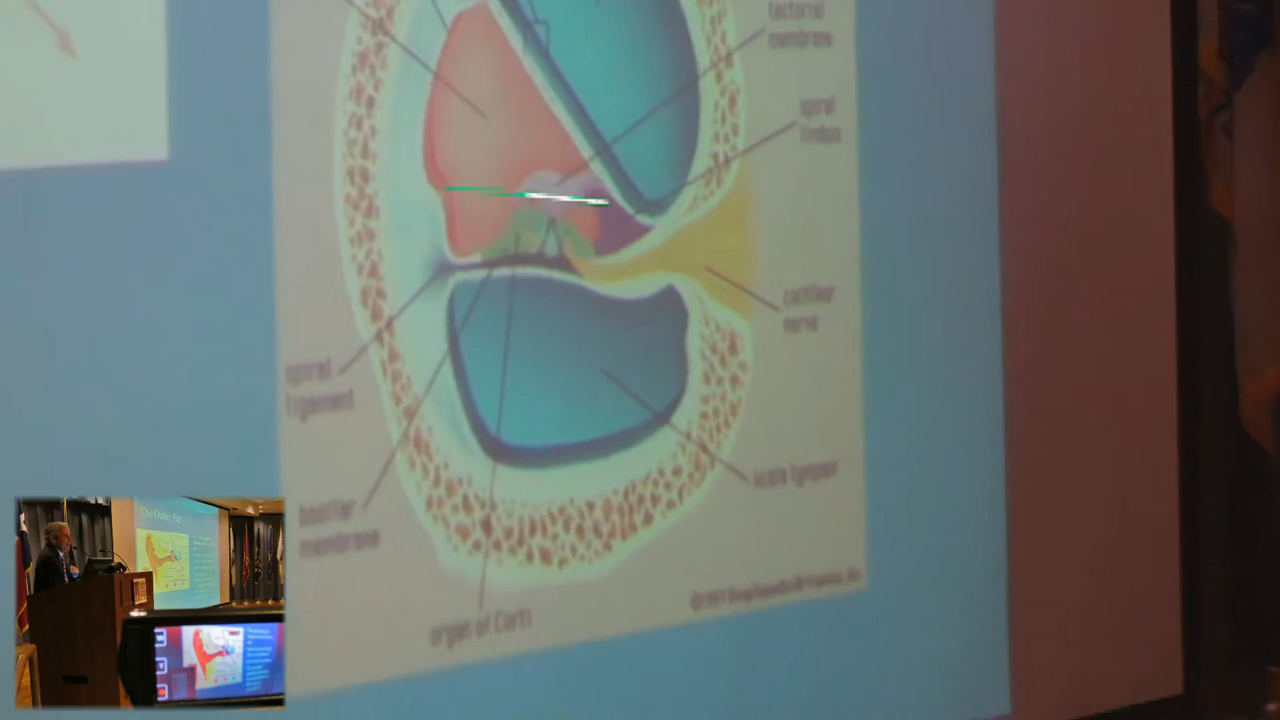 tectorial
membrane
spiral
limbus
cochlear
nerve
spiral
ligament
scala tympani
basilar
membrane
organ of Corti
The Outer Ear